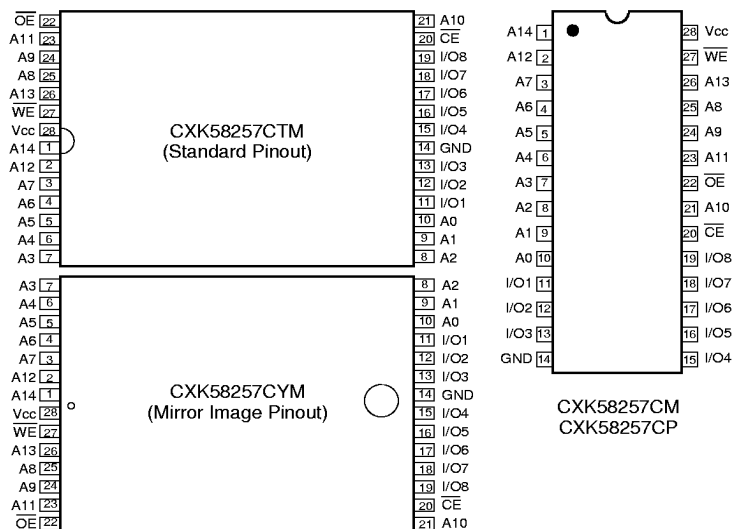 OE 22 21 A10
A11 23 20 CE
A9 24 19 I/O8
A8 25 18 I/O7
A13 26 17 I/O6
WE 27 16 I/O5
Vcc 28 15 I/O4
A14 1 14 GND
A12 2 13 I/O3
A7 3 12 I/O2
A6 4 11 I/O1
A5 5 10 A0
A4 6 9 A1
A3 7 8 A2
CXK58257CTM
(Standard Pinout)
A3 7 8 A2
A4 6 9 A1
A5 5 10 A0
A6 4 11 I/O1
A7 3 12 I/O2
A12 2 13 I/O3
A14 1 14 GND
Vcc 28 15 I/O4
WE 27 16 I/O5
A13 26 17 I/O6
A8 25 18 I/O7
A9 24 19 I/O8
A11 23 20 CE
OE 22 21 A10
CXK58257CYM
(Mirror Image Pinout)
A14 1 28 Vcc
A12 2 27 WE
A7 3 26 A13
A6 4 25 A8
A5 5 24 A9
A4 6 23 A11
A3 7 22 OE
A2 8 21 A10
A1 9 20 CE
A0 10 19 I/O8
I/O1 11 18 I/O7
I/O2 12 17 I/O6
I/O3 13 16 I/O5
GND 14 15 I/O4
CXK58257CM
CXK58257CP